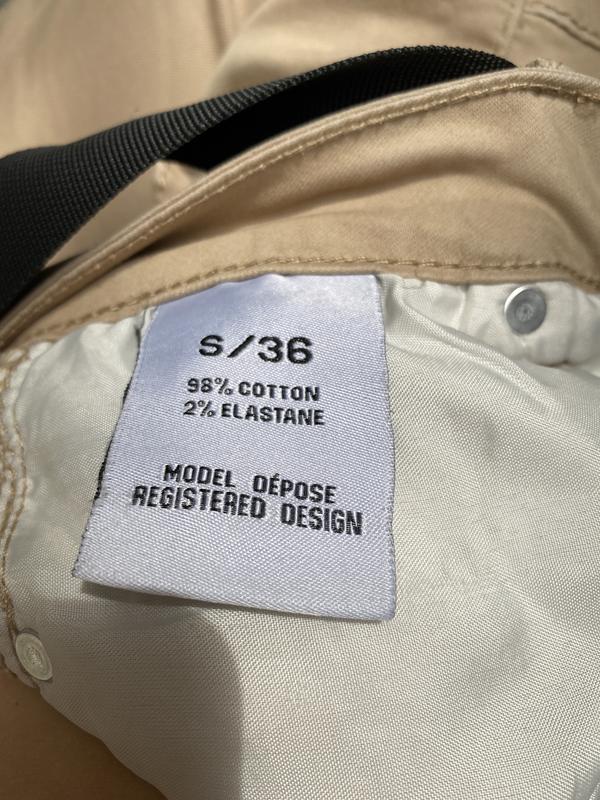 S/36
98% COTTON
2% ELASTANE
MODEL DÉPOSE
REGISTERED DESIGN